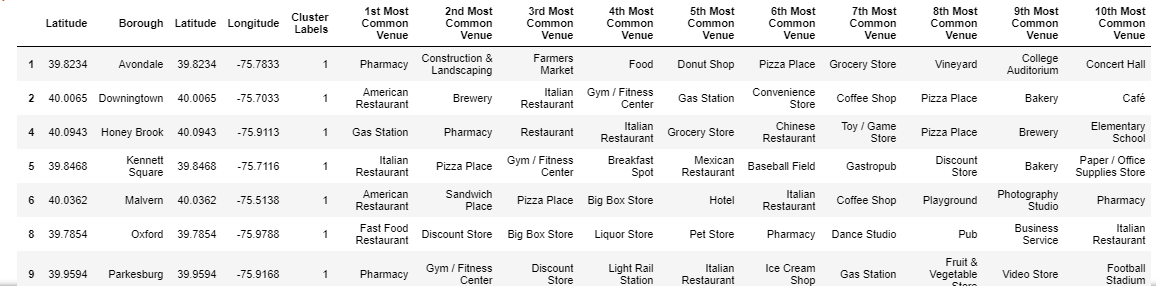 Latitude Borough Latitude Longitude Cluster Labels 1st Most Common Venue 2nd Most Common Venue 3rd Most Common Venue 4th Most Common Venue 5th Most Common Venue 6th Most Common Venue 7th Most Common Venue 8th Most Common Venue 9th Most Common Venue 10th Most Common Venue
1 39.8234 Avondale 39.8234 -75.7833 1 Pharmacy Construction & Landscaping Farmers Market Food Donut Shop Pizza Place Grocery Store Vineyard College Auditorium Concert Hall
2 40.0065 Downingtown 40.0065 -75.7033 1 American Restaurant Brewery Italian Restaurant Gym / Fitness Center Gas Station Convenience Store Coffee Shop Pizza Place Bakery Café
4 40.0943 Honey Brook 40.0943 -75.9113 1 Gas Station Pharmacy Restaurant Italian Restaurant Grocery Store Chinese Restaurant Toy / Game Store Pizza Place Brewery Elementary School
5 39.8468 Kennett Square 39.8468 -75.7116 1 Italian Restaurant Pizza Place Gym / Fitness Center Breakfast Spot Mexican Restaurant Baseball Field Gastropub Discount Store Bakery Paper / Office Supplies Store
6 40.0362 Malvern 40.0362 -75.5138 1 American Restaurant Sandwich Place Pizza Place Big Box Store Hotel Italian Restaurant Coffee Shop Playground Photography Studio Pharmacy
8 39.7854 Oxford 39.7854 -75.9788 1 Fast Food Restaurant Discount Store Big Box Store Liquor Store Pet Store Pharmacy Dance Studio Pub Business Service Italian Restaurant
9 39.9594 Parkesburg 39.9594 -75.9168 1 Pharmacy Gym / Fitness Center Discount Store Light Rail Station Italian Restaurant Ice Cream Shop Gas Station Fruit & Vegetable Store Video Store Football Stadium